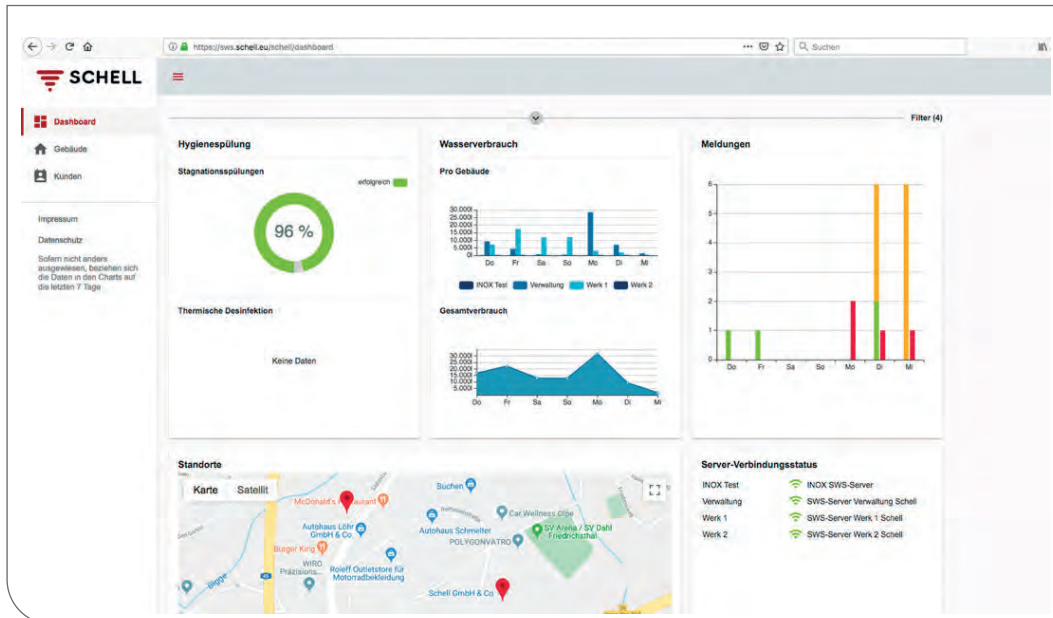 https://sws.schell.eu/schell/dashboard
Suchen
SCHELL
Dashboard
Gebäude
Kunden
Impressum
Datenschutz
Sofern nicht anders
ausgewiesen, beziehen sich
die Daten in den Charts auf
die letzten 7 Tage
Filter (4)
Hygienespülung
Stagnationsspülungen
erfolgreich
96 %
Thermische Desinfektion
Keine Daten
Wasserverbrauch
Pro Gebäude
30.000l
25.000l
20.000l
15.000l
10.000l
5.000l
0l
Do Fr Sa So Mo Di Mi
INOX Test Verwaltung Werk 1 Werk 2
Gesamtverbrauch
30.000l
25.000l
20.000l
15.000l
10.000l
5.000l
Do Fr Sa So Mo Di Mi
Meldungen
6
5
4
3
2
1
0
Do Fr Sa So Mo Di Mi
Standorte
Karte Satellit
McDonald's Restaurant
Suchen
Autohaus Löhr
GmbH & Co
Burger King
WIRO
Präzisions...
Roleff Outletstore für
Motorradbekleidung
Bigge
Autohaus Schmelter
Car Wellness Olpe
POLYGONVATRO
SV Arena / SV Dahl
Friedrichsthal
Schell GmbH & Co
Server-Verbindungsstatus
INOX Test INOX SWS-Server
Verwaltung SWS-Server Verwaltung Schell
Werk 1 SWS-Server Werk 1 Schell
Werk 2 SWS-Server Werk 2 Schell